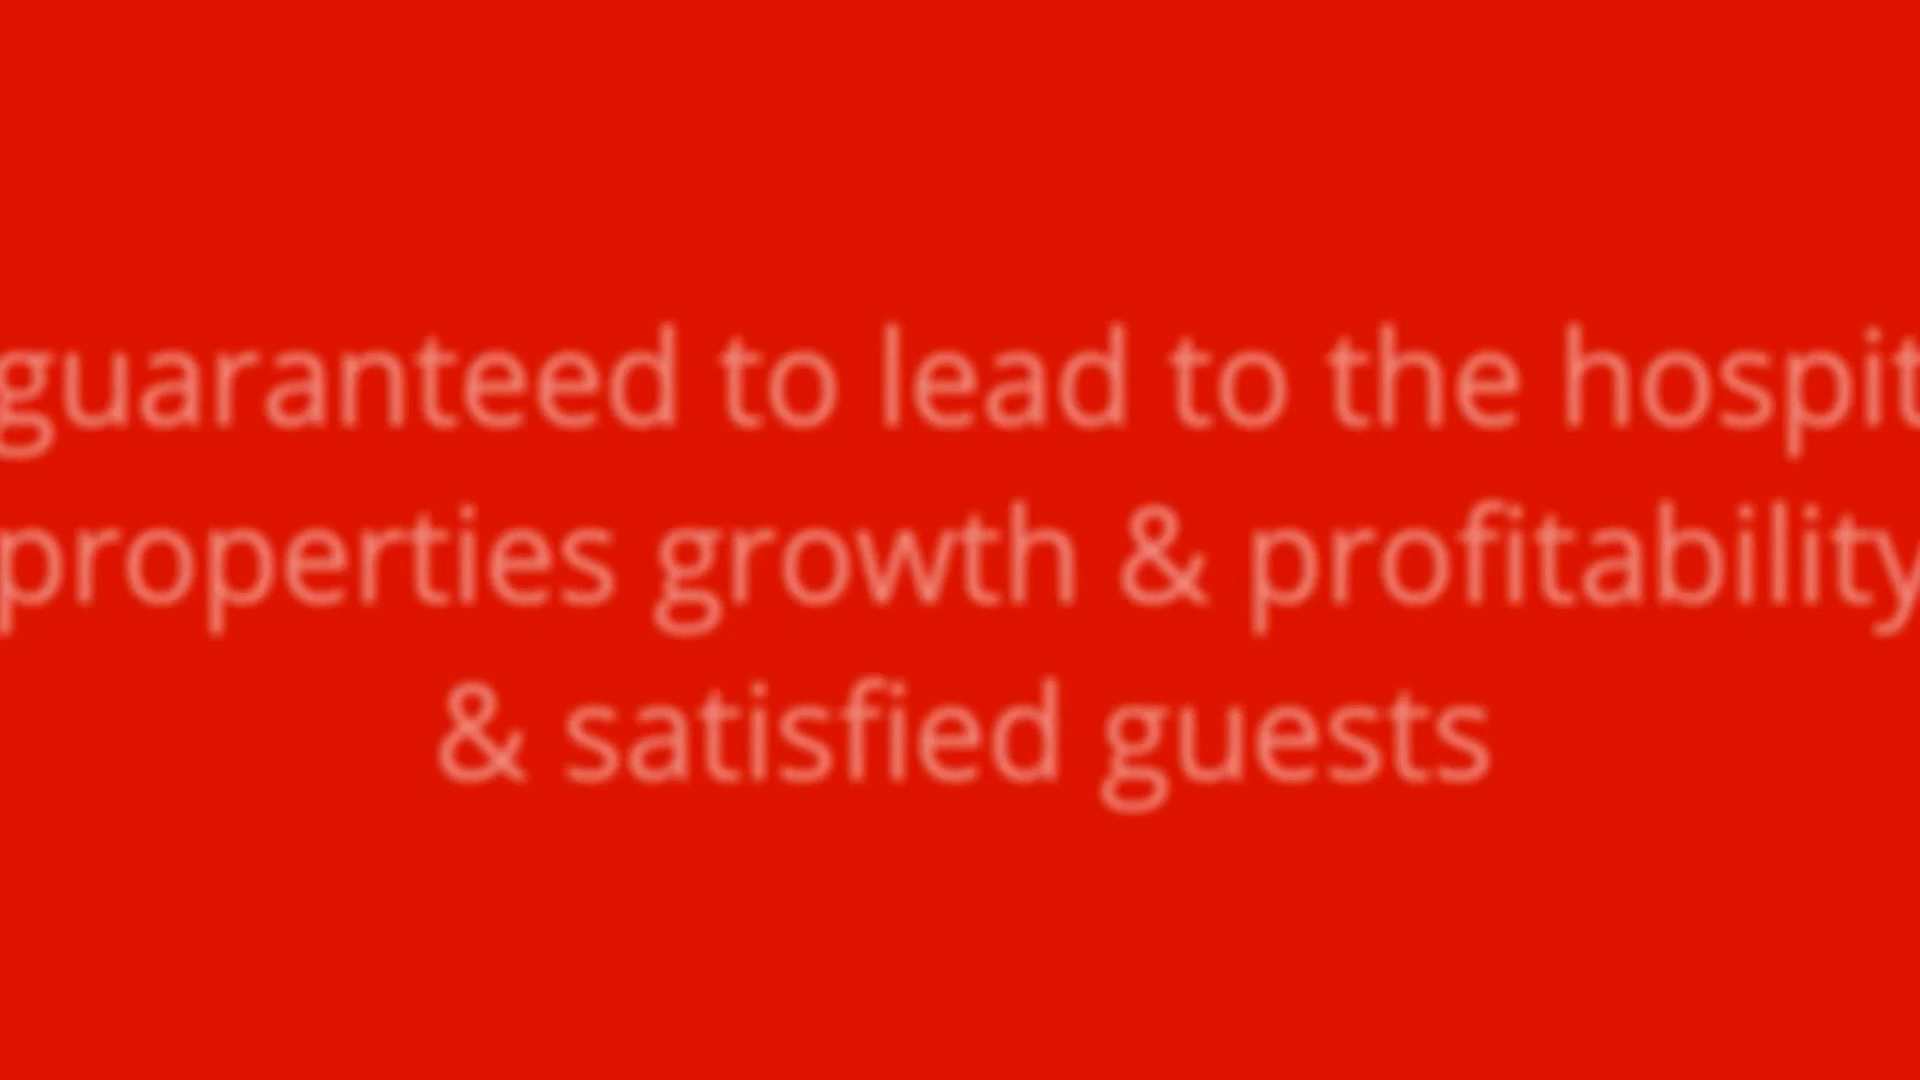 guaranteed to lead to the hospit
properties growth & profitability
& satisfied guests